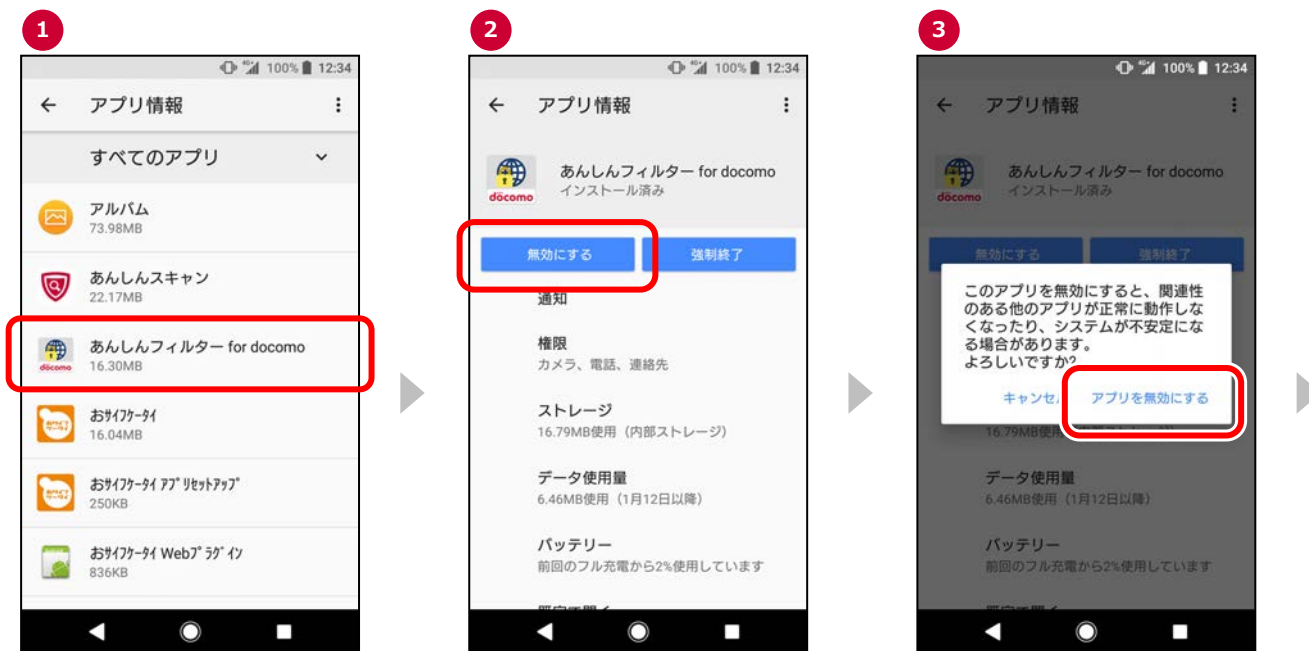 1
100% 12:34
アプリ情報
すべてのアプリ
アルバム
73.98MB
あんしんスキャン
22.17MB
döcomo
あんしんフィルター for docomo
16.30MB
おサイフケータイ
16.04MB
おサイフケータイ アプリセットアップ
250KB
おサイフケータイ Webプラグイン
836KB
2
100% 12:34
アプリ情報
döcomo
あんしんフィルター for docomo
インストール済み
無効にする
強制終了
通知
権限
カメラ、電話、連絡先
ストレージ
16.79MB使用（内部ストレージ）
データ使用量
6.46MB使用（1月12日以降）
バッテリー
前回のフル充電から2%使用しています
3
100% 12:34
アプリ情報
döcomo
あんしんフィルター for docomo
インストール済み
無効にする
強制終了
このアプリを無効にすると、関連性
のある他のアプリが正常に動作しな
くなったり、システムが不安定にな
る場合があります。
よろしいですか?
キャンセ
アプリを無効にする
16.79MB使用
データ使用量
6.46MB使用（1月12日以降）
バッテリー
前回のフル充電から2%使用しています